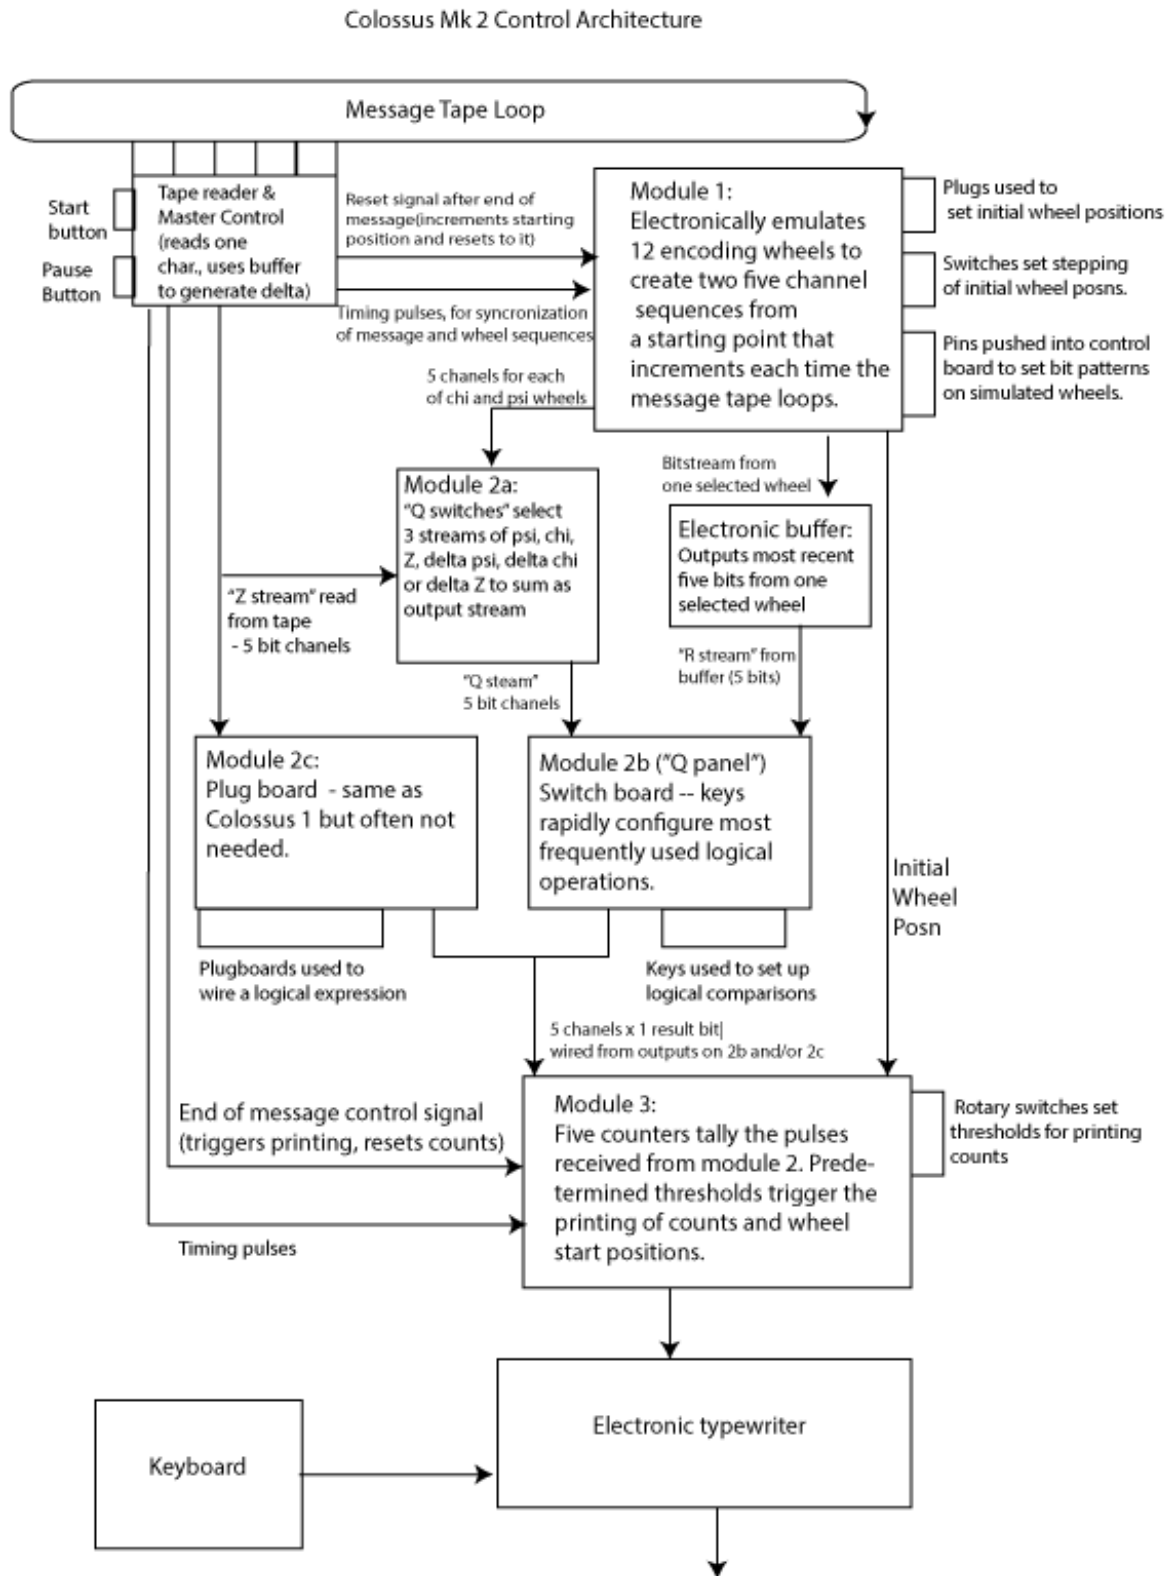 Colossus Mk 2 Control Architecture
Message Tape Loop
Start
button
Pause
Button
Tape reader &
Master Control
(reads one
char., uses buffer
to generate delta)
Reset signal after end of
message(increments starting
position and resets to it)
Timing pulses, for syncronization
of message and wheel sequences
Module 1:
Electronically emulates
12 encoding wheels to
create two five channel
sequences from
a starting point that
increments each time the
message tape loops.
Plugs used to
set initial wheel positions
Switches set stepping
of initial wheel posns.
Pins pushed into control
board to set bit patterns
on simulated wheels.
5 chanels for each
of chi and psi wheels
Bitstream from
one selected wheel
Module 2a:
"Q switches" select
3 streams of psi, chi,
Z, delta psi, delta chi
or delta Z to sum as
output stream
Electronic buffer:
Outputs most recent
five bits from one
selected wheel
"Z stream" read
from tape
- 5 bit chanels
"Q steam"
5 bit chanels
"R stream" from
buffer (5 bits)
Module 2c:
Plug board - same as
Colossus 1 but often not
needed.
Module 2b ("Q panel")
Switch board -- keys
rapidly configure most
frequently used logical
operations.
Initial
Wheel
Posn
Plugboards used to
wire a logical expression
Keys used to set up
logical comparisons
5 chanels x 1 result bit|
wired from outputs on 2b and/or 2c
End of message control signal
(triggers printing, resets counts)
Timing pulses
Module 3:
Five counters tally the pulses
received from module 2. Prede-
termined thresholds trigger the
printing of counts and wheel
start positions.
Rotary switches set
thresholds for printing
counts
Electronic typewriter
Keyboard